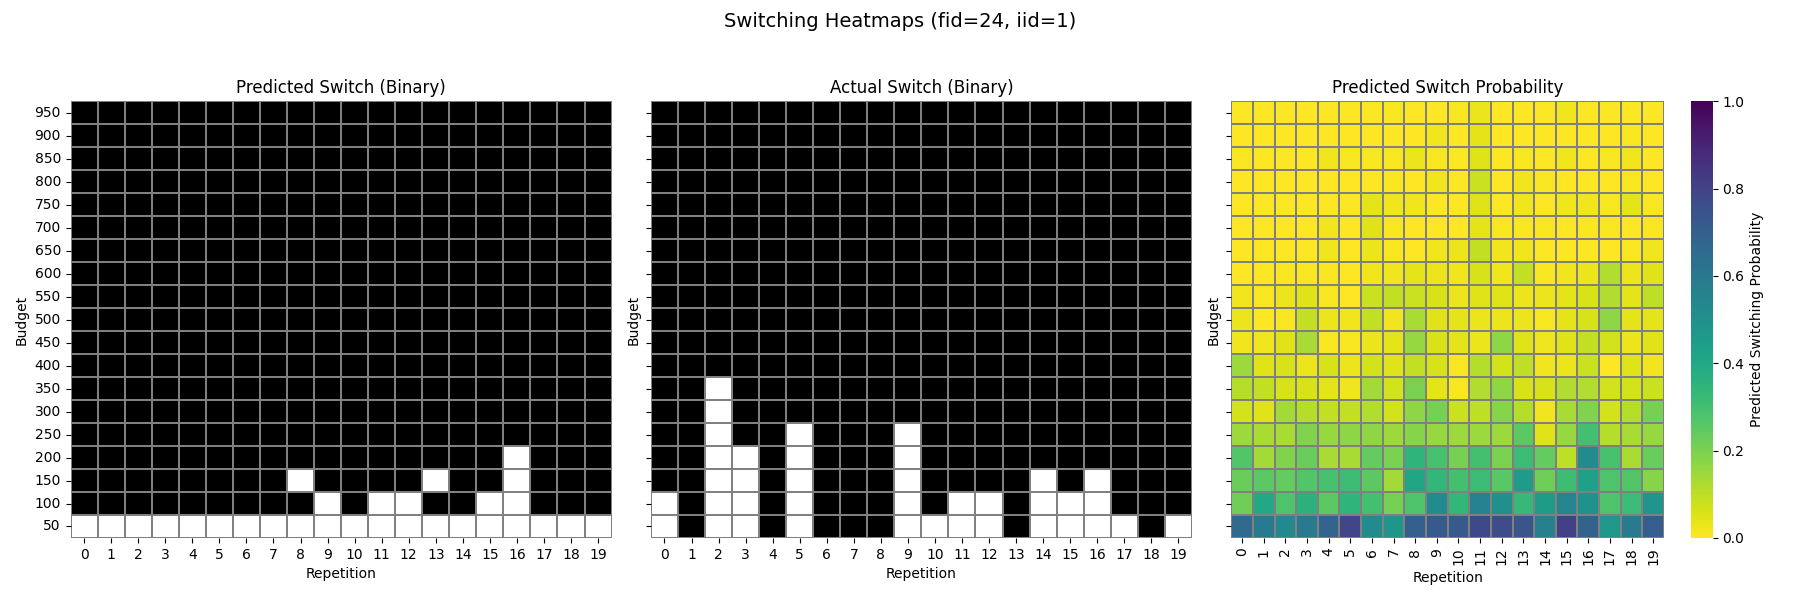 Switching Heatmaps (fid=24, iid=1)
Predicted Switch (Binary)
Budget
950
900
850
800
750
700
650
600
550
500
450
400
350
300
250
200
150
100
50
0 1 2 3 4 5 6 7 8 9 10 11 12 13 14 15 16 17 18 19
Repetition
Actual Switch (Binary)
Budget
0 1 2 3 4 5 6 7 8 9 10 11 12 13 14 15 16 17 18 19
Repetition
Predicted Switch Probability
Budget
0 1 2 3 4 5 6 7 8 9 10 11 12 13 14 15 16 17 18 19
Repetition
1.0
0.8
0.6
0.4
0.2
0.0
Predicted Switching Probability